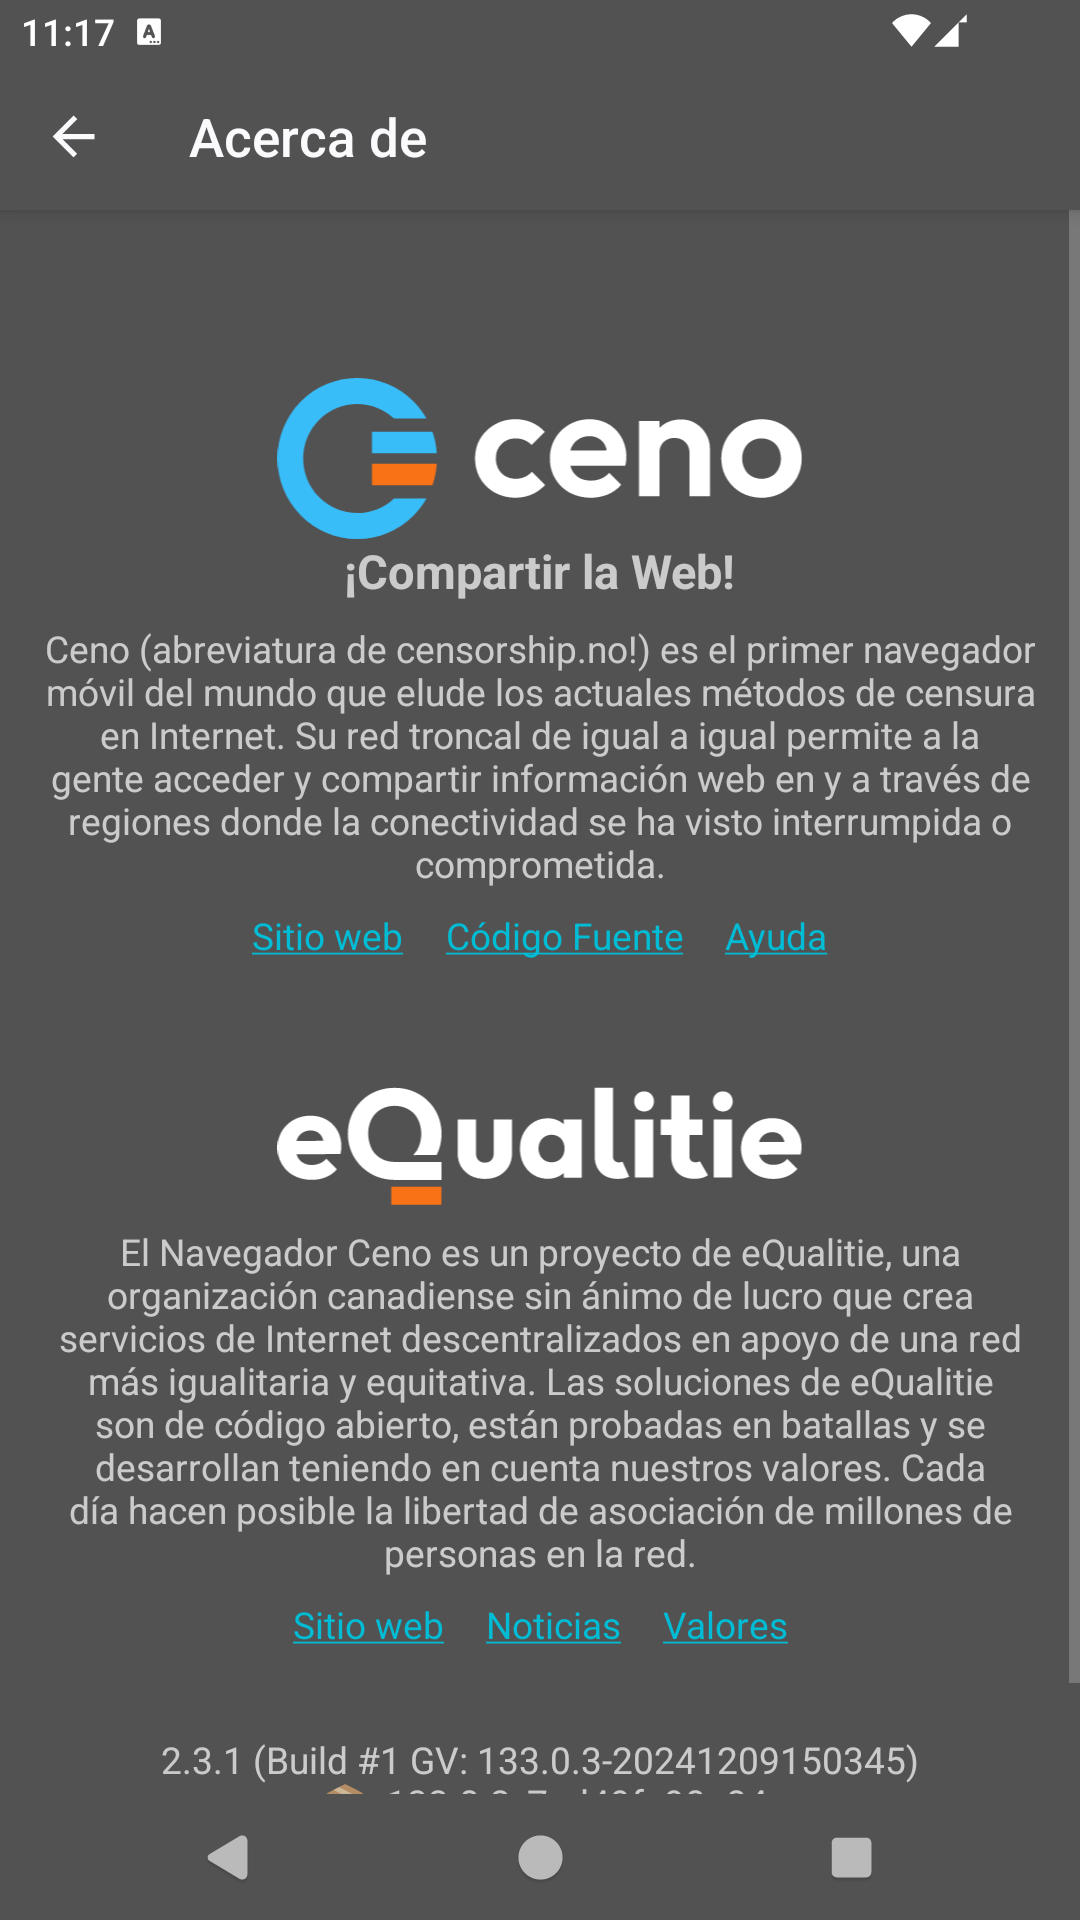 11:17
Acerca de
ceno
¡Compartir la Web!
Ceno (abreviatura de censorship.no!) es el primer navegador
móvil del mundo que elude los actuales métodos de censura
en Internet. Su red troncal de igual a igual permite a la
gente acceder y compartir información web en y a través de
regiones donde la conectividad se ha visto interrumpida o
comprometida.
Sitio web Código Fuente Ayuda
eQualitie
El Navegador Ceno es un proyecto de eQualitie, una
organización canadiense sin ánimo de lucro que crea
servicios de Internet descentralizados en apoyo de una red
más igualitaria y equitativa. Las soluciones de eQualitie
son de código abierto, están probadas en batallas y se
desarrollan teniendo en cuenta nuestros valores. Cada
día hacen posible la libertad de asociación de millones de
personas en la red.
Sitio web Noticias Valores
2.3.1 (Build #1 GV: 133.0.3-20241209150345)